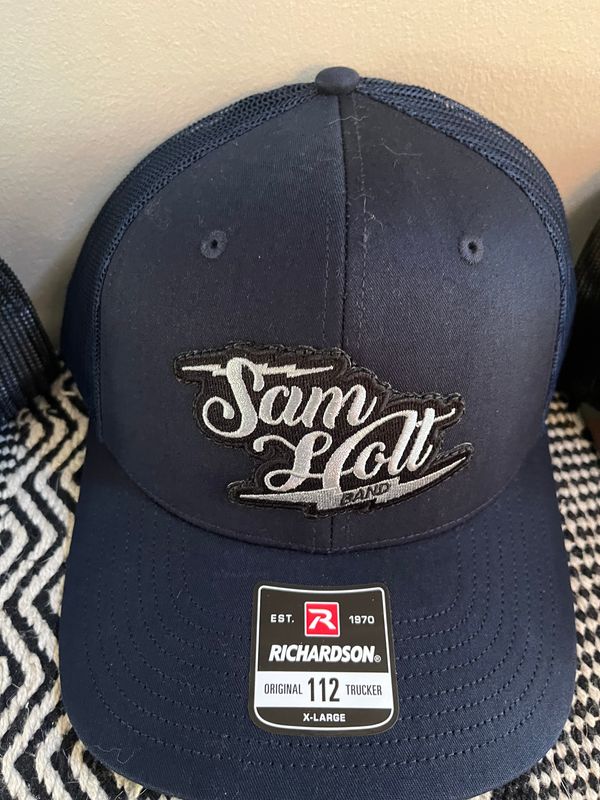 Sam
Holt
BAND
EST. R 1970
RICHARDSON®
ORIGINAL 112 TRUCKER
X-LARGE